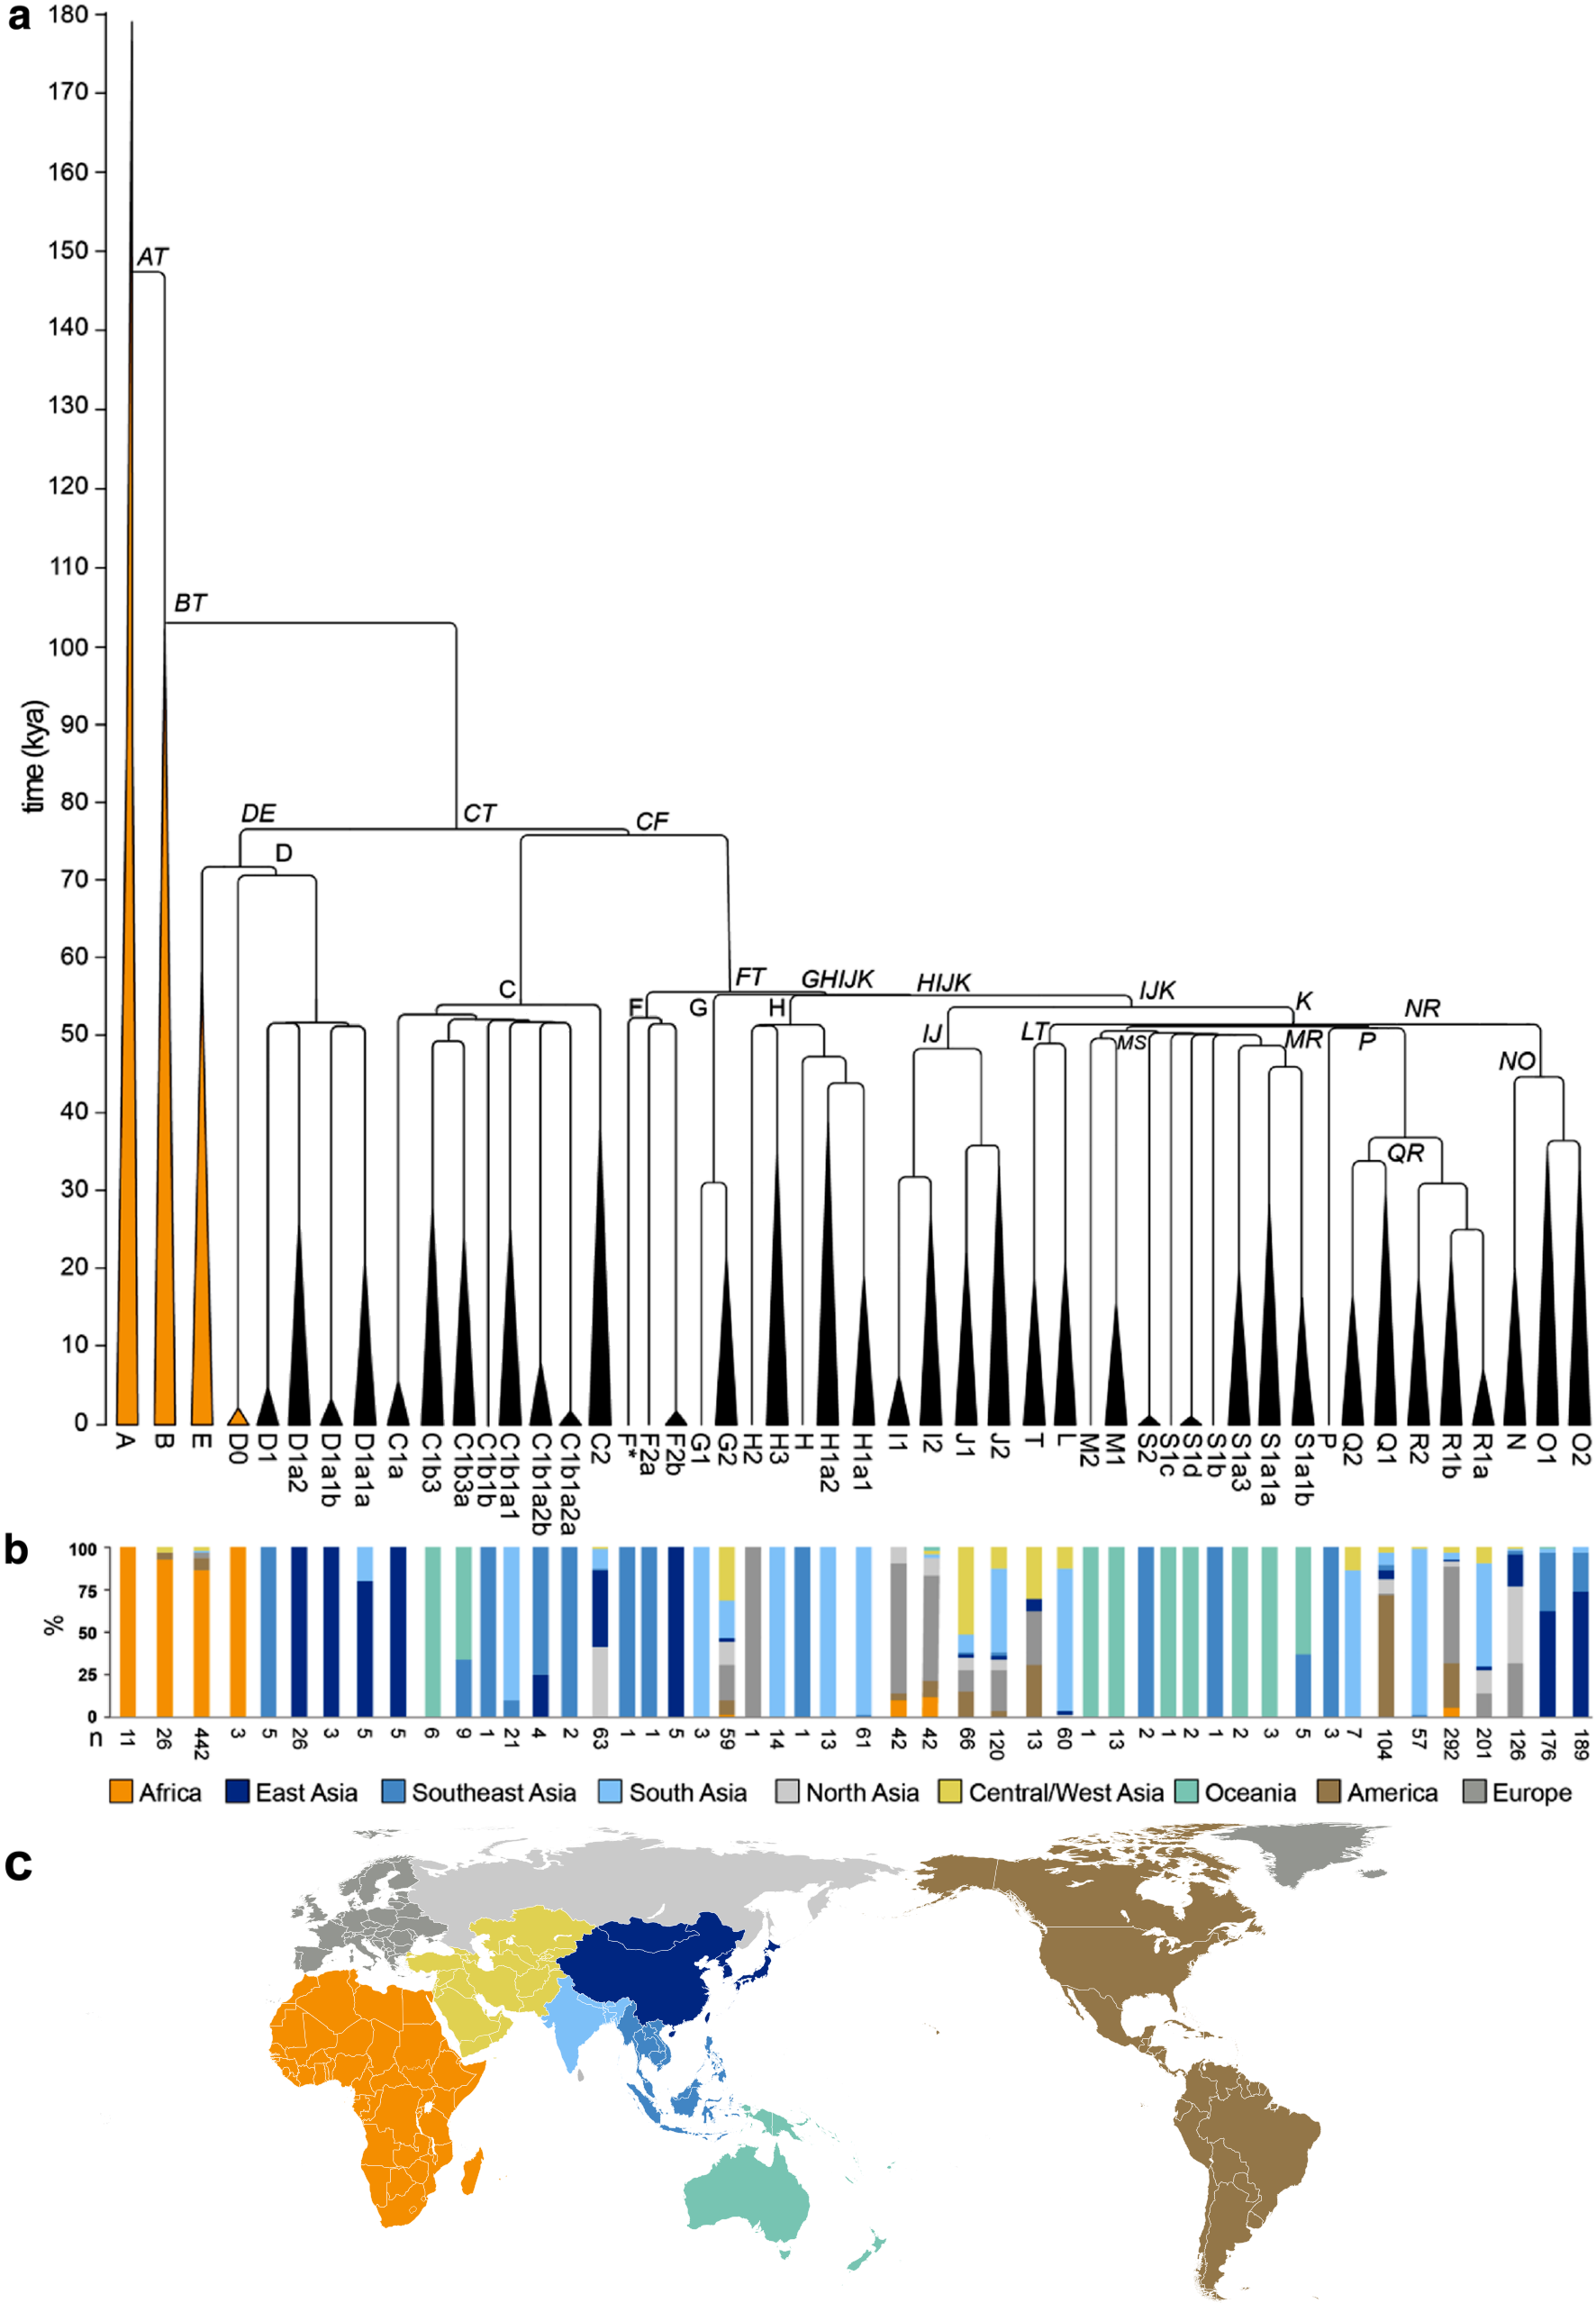 a
180
170
160
150
140
130
120
110
100
90
80
70
60
50
40
30
20
10
0
time (kya)
AT
BT
DE
CT
CF
D
FT
GHIJK
HIJK
IJK
K
NR
C
F
G
H
IJ
LT
MS
MR
P
NO
QR
A B E D0 D1 D1a2 D1a1b D1a1a C1a C1b3 C1b3a C1b1b C1b1a1 C1b1a2b C1b1a2a C2 F* F2a F2b G1 G2 H2 H3 H H1a2 H1a1 I1 I2 J1 J2 T L M2 M1 S2 S1c S1d S1b S1a3 S1a1a S1a1b P Q2 Q1 R2 R1b R1a N O1 O2
b
100
75
50
25
0
%
n 11 26 442 3 5 26 3 5 5 6 9 1 21 4 2 63 1 1 5 3 59 1 14 1 13 61 42 42 66 120 13 60 1 13 2 1 2 1 2 3 5 3 7 104 57 292 201 126 176 189
Africa East Asia Southeast Asia South Asia North Asia Central/West Asia Oceania America Europe
c